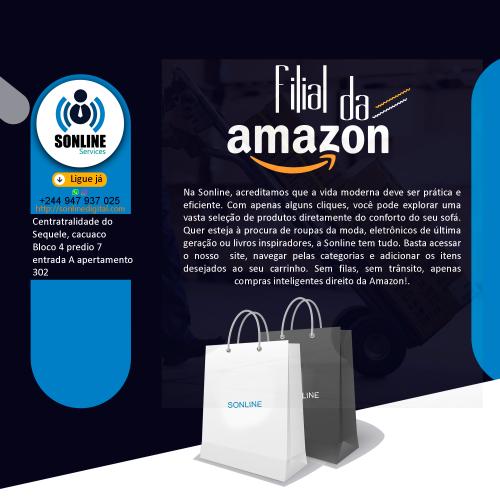 SONLINE
Services
Ligue já
+244 947 937 025
http://sonlinedigital.com
Centratralidade do
Sequele, cacuaco
Bloco 4 predio 7
entrada A apertamento
302
Filial da
amazon
Na Sonline, acreditamos que a vida moderna deve ser prática e
eficiente. Com apenas alguns cliques, você pode explorar uma
vasta seleção de produtos diretamente do conforto do seu sofá.
Quer esteja à procura de roupas da moda, eletrônicos de última
geração ou livros inspiradores, a Sonline tem tudo. Basta acessar
o nosso site, navegar pelas categorias e adicionar os itens
desejados ao seu carrinho. Sem filas, sem trânsito, apenas
compras inteligentes direito da Amazon!.
SONLINE
LINE